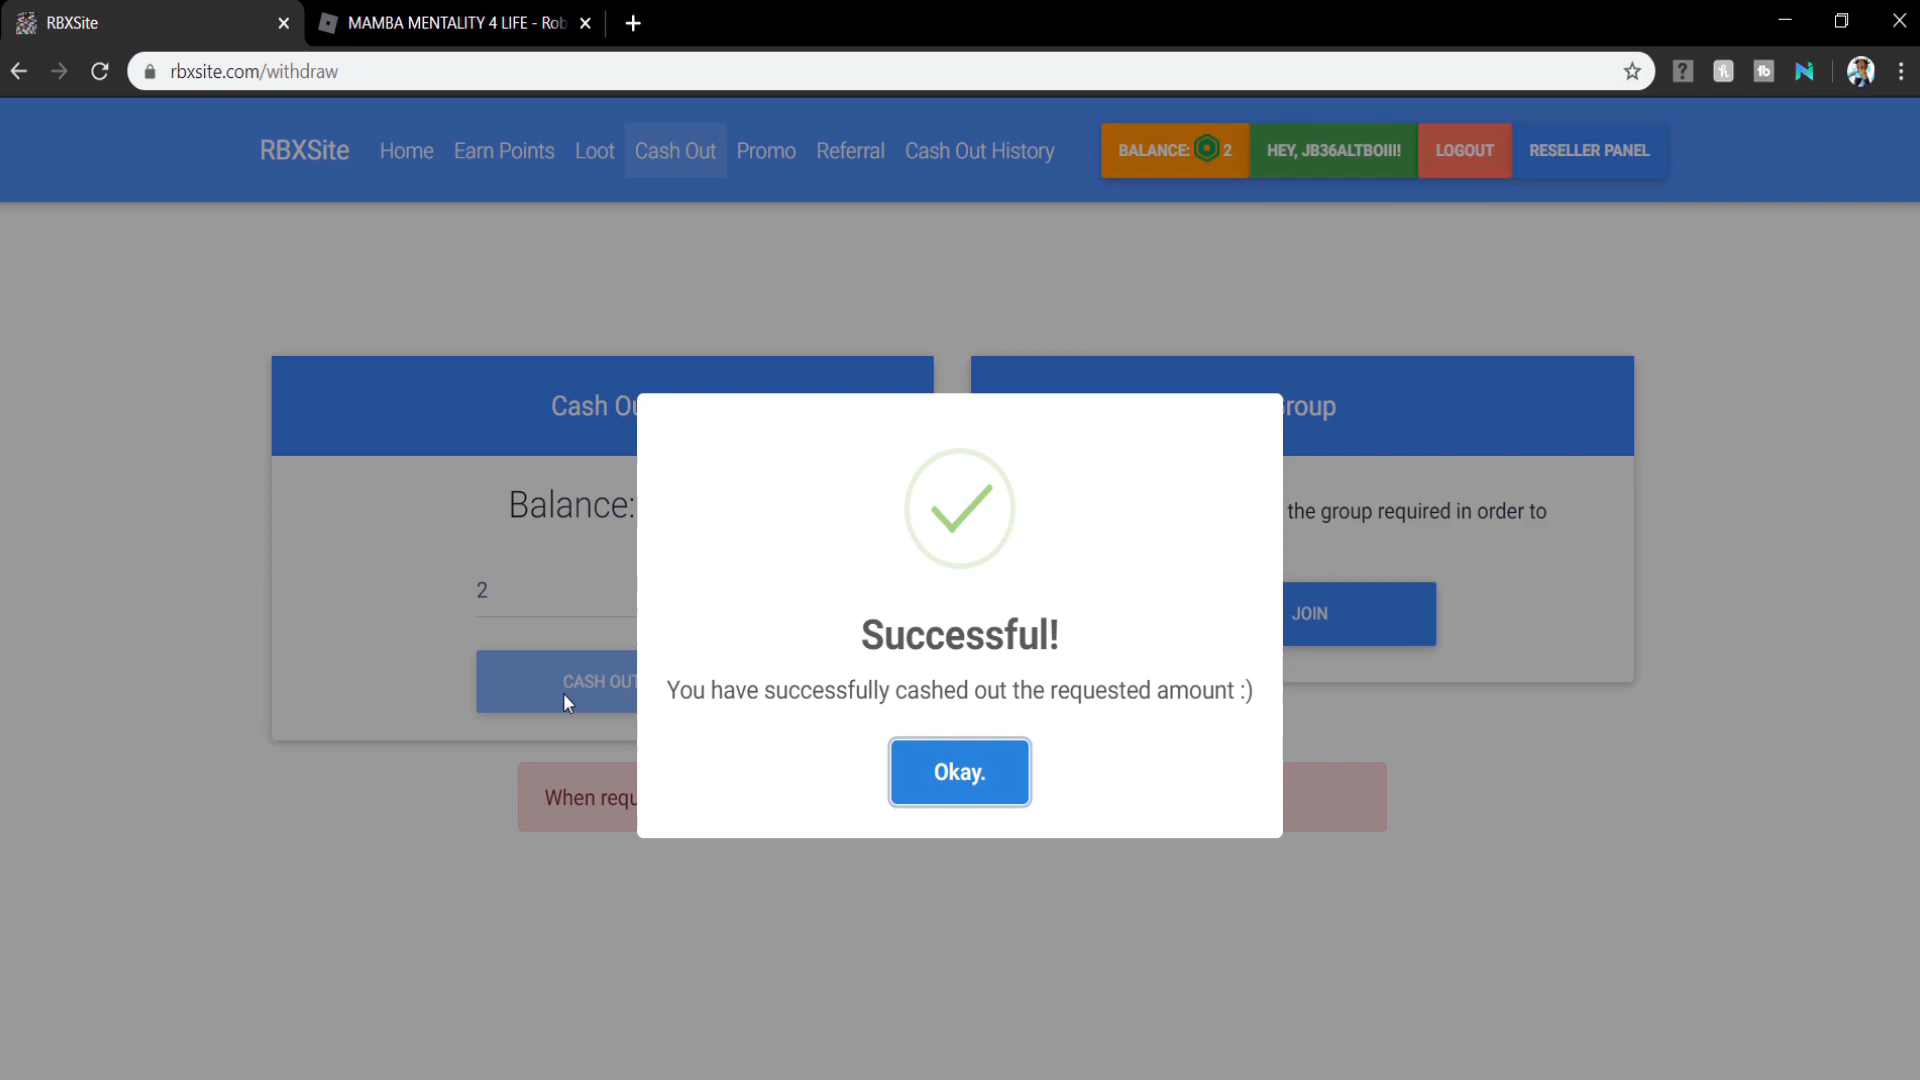 RBXSite
MAMBA MENTALITY 4 LIFE - Rob
rbxsite.com/withdraw
RBXSite Home Earn Points Loot Cash Out Promo Referral Cash Out History BALANCE: 2 HEY, JB36ALTBOIII! LOGOUT RESELLER PANEL
Cash Ou
Group
Balance:
the group required in order to
2
JOIN
CASH OUT
Successful!
You have successfully cashed out the requested amount :)
Okay.
When requ